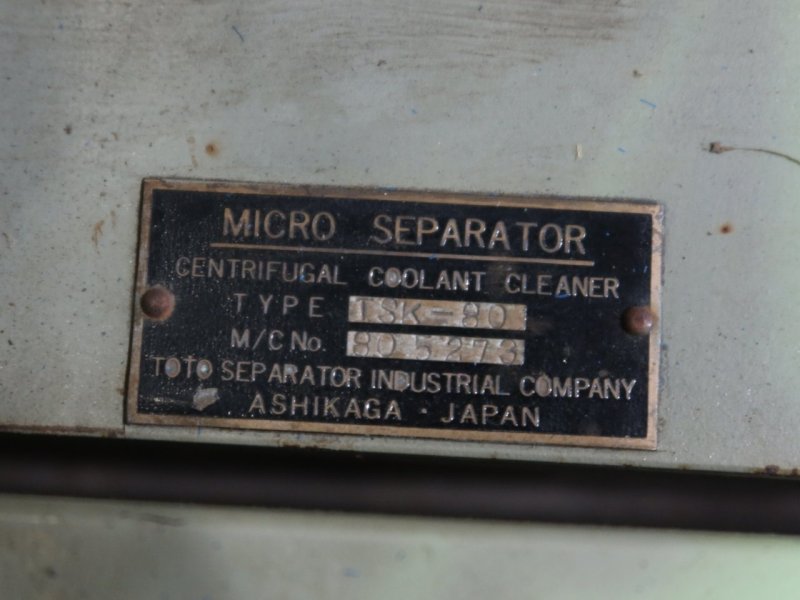 MICRO SEPARATOR
CENTRIFUGAL COOLANT CLEANER
TYPE TSK-80
M/C No. 805273
TOTO SEPARATOR INDUSTRIAL COMPANY
ASHIKAGA · JAPAN